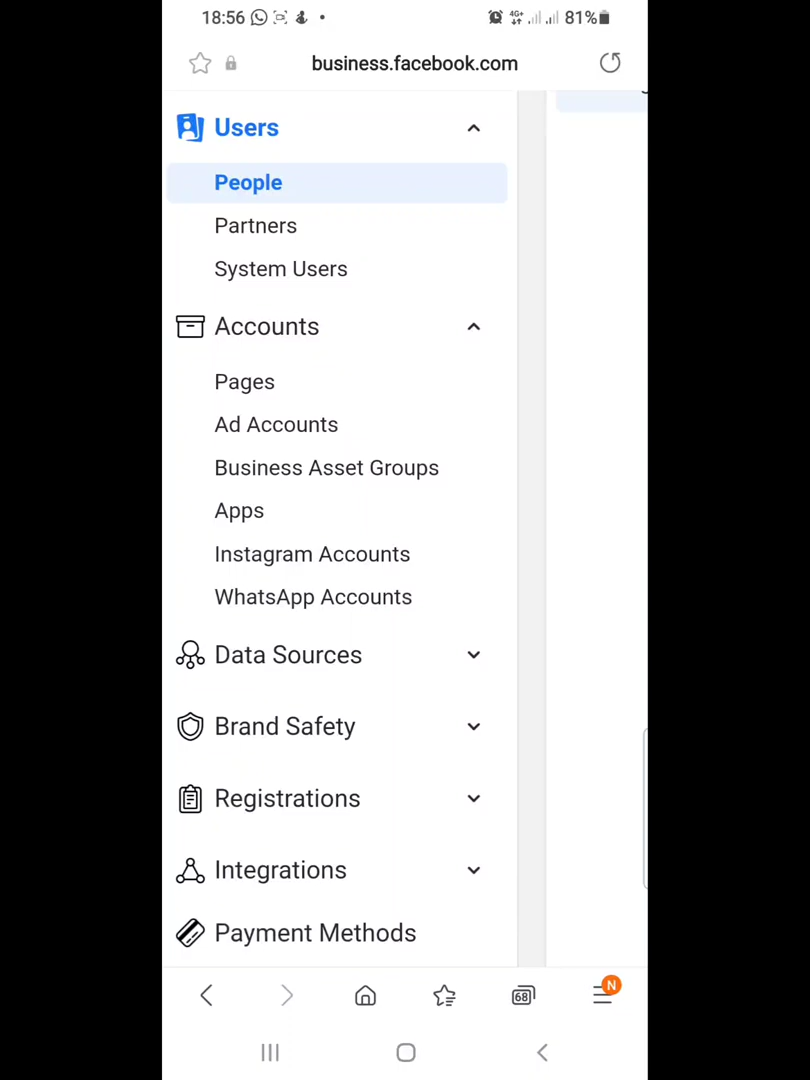 18:56 4G+ 81%
business.facebook.com
Users
People
Partners
System Users
Accounts
Pages
Ad Accounts
Business Asset Groups
Apps
Instagram Accounts
WhatsApp Accounts
Data Sources
Brand Safety
Registrations
Integrations
Payment Methods
68 N